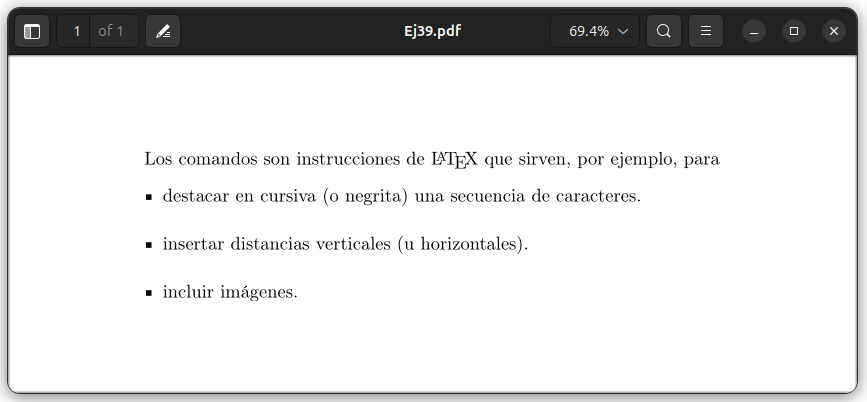 1 of 1 Ej39.pdf 69.4%
Los comandos son instrucciones de LATEX que sirven, por ejemplo, para
▪ destacar en cursiva (o negrita) una secuencia de caracteres.
▪ insertar distancias verticales (u horizontales).
▪ incluir imágenes.